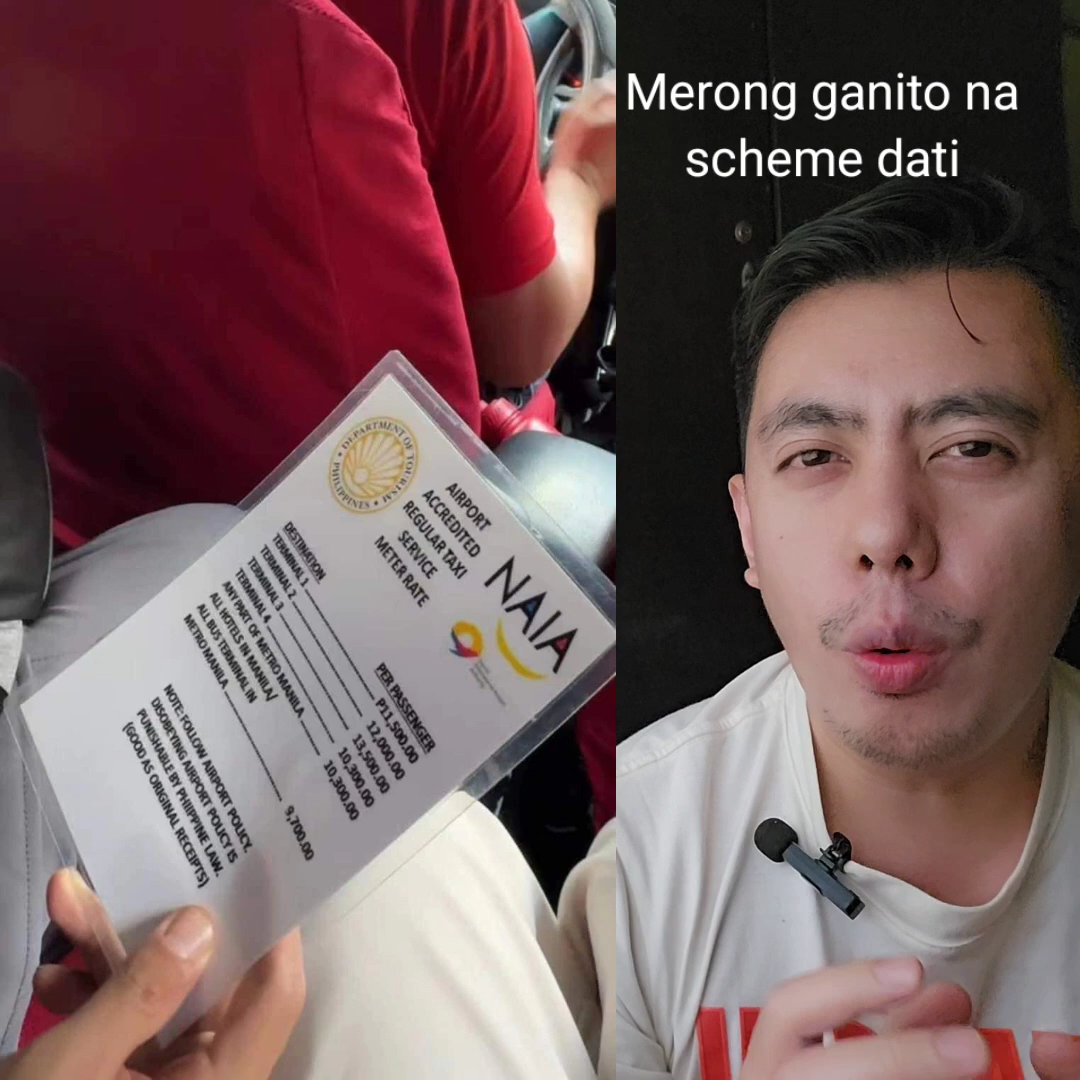 Merong ganito na
scheme dati
DEPARTMENT OF TOURISM
PHILIPPINES
AIRPORT
ACCREDITED
REGULAR TAXI
SERVICE
METER RATE
NAIA
DESTINATION
TERMINAL 1
TERMINAL 2
TERMINAL 3
TERMINAL 4
ANY PART OF METRO MANILA
ALL HOTELS IN MANILA/
ALL BUS TERMINAL IN
METRO MANILA
PER PASSENGER
P11,500.00
12,000.00
13,500.00
10,300.00
10,300.00
9,700.00
NOTE: FOLLOW AIRPORT POLICY.
DISOBEYING AIRPORT POLICY IS
PUNISHABLE BY PHIIPPINE LAW.
(GOOD AS ORIGINAL RECEIPTS)